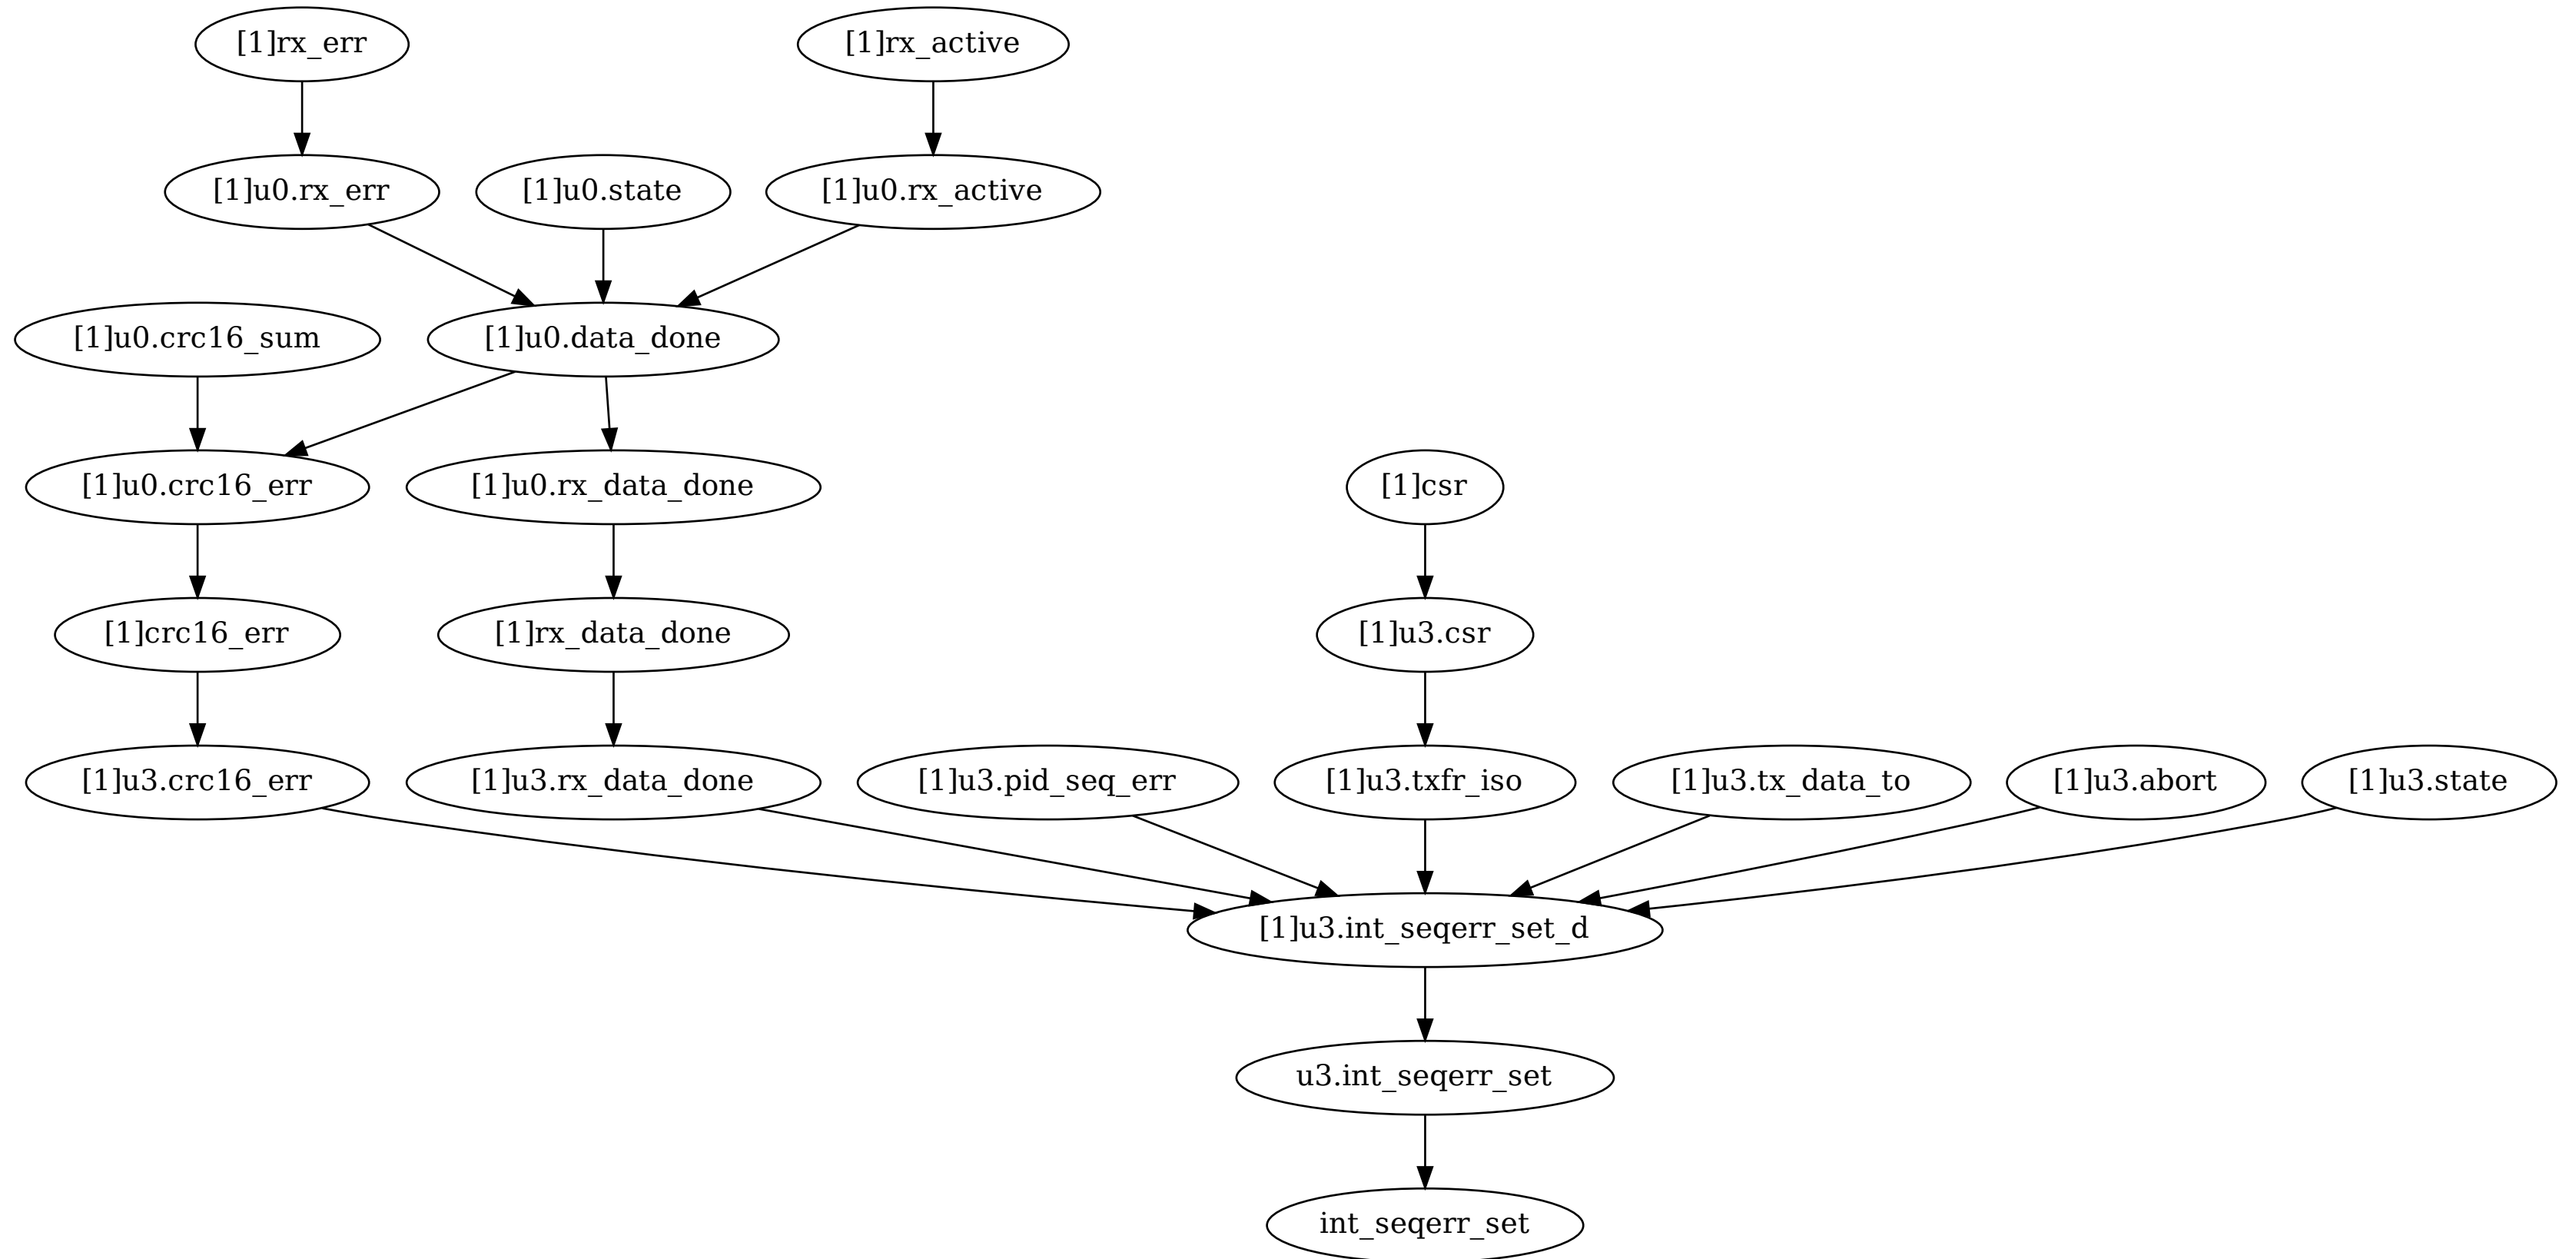 [1]rx_err
[1]rx_active
[1]u0.rx_err
[1]u0.state
[1]u0.rx_active
[1]u0.crc16_sum
[1]u0.data_done
[1]u0.crc16_err
[1]u0.rx_data_done
[1]csr
[1]crc16_err
[1]rx_data_done
[1]u3.csr
[1]u3.crc16_err
[1]u3.rx_data_done
[1]u3.pid_seq_err
[1]u3.txfr_iso
[1]u3.tx_data_to
[1]u3.abort
[1]u3.state
[1]u3.int_seqerr_set_d
u3.int_seqerr_set
int_seqerr_set